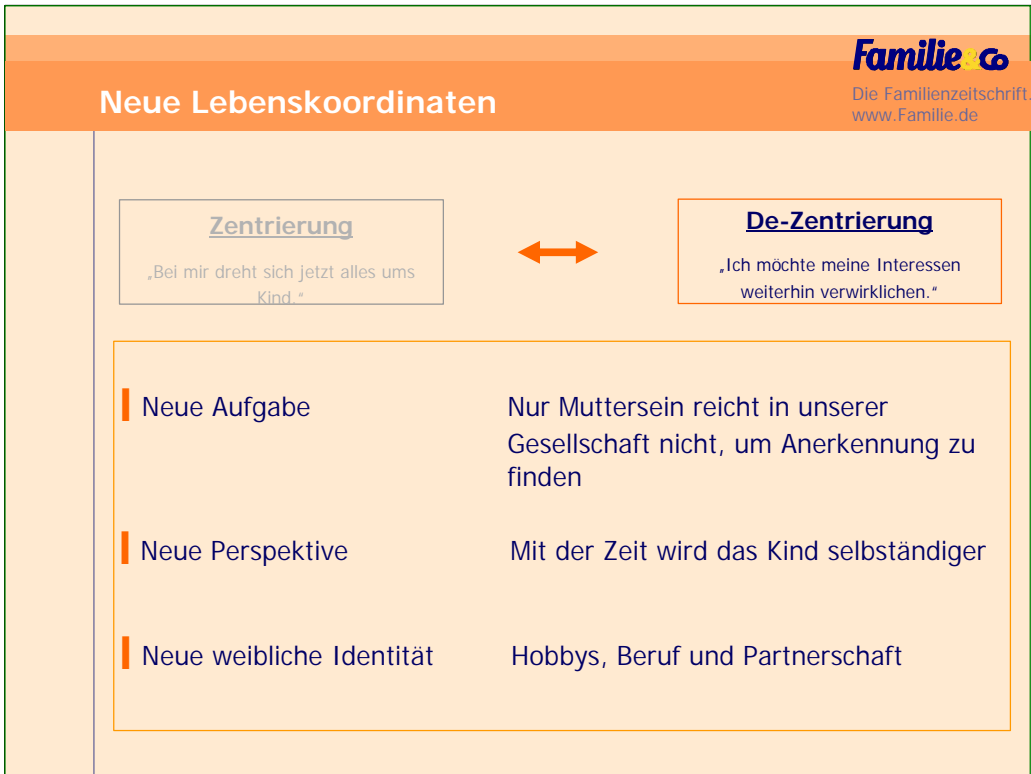 Familie&Co
Die Familienzeitschrift.
www.Familie.de
Neue Lebenskoordinaten
Zentrierung
„Bei mir dreht sich jetzt alles ums
Kind.“
De-Zentrierung
„Ich möchte meine Interessen
weiterhin verwirklichen.“
Neue Aufgabe
Nur Muttersein reicht in unserer
Gesellschaft nicht, um Anerkennung zu
finden
Neue Perspektive
Mit der Zeit wird das Kind selbständiger
Neue weibliche Identität
Hobbys, Beruf und Partnerschaft